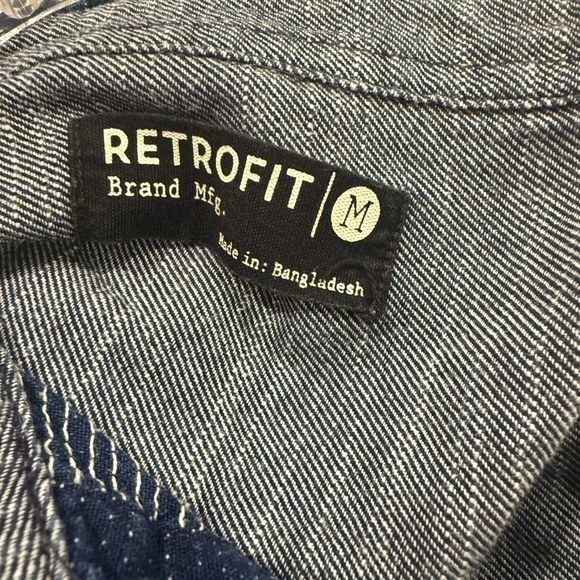 RETROFIT | M
Brand Mfg.
Made in: Bangladesh